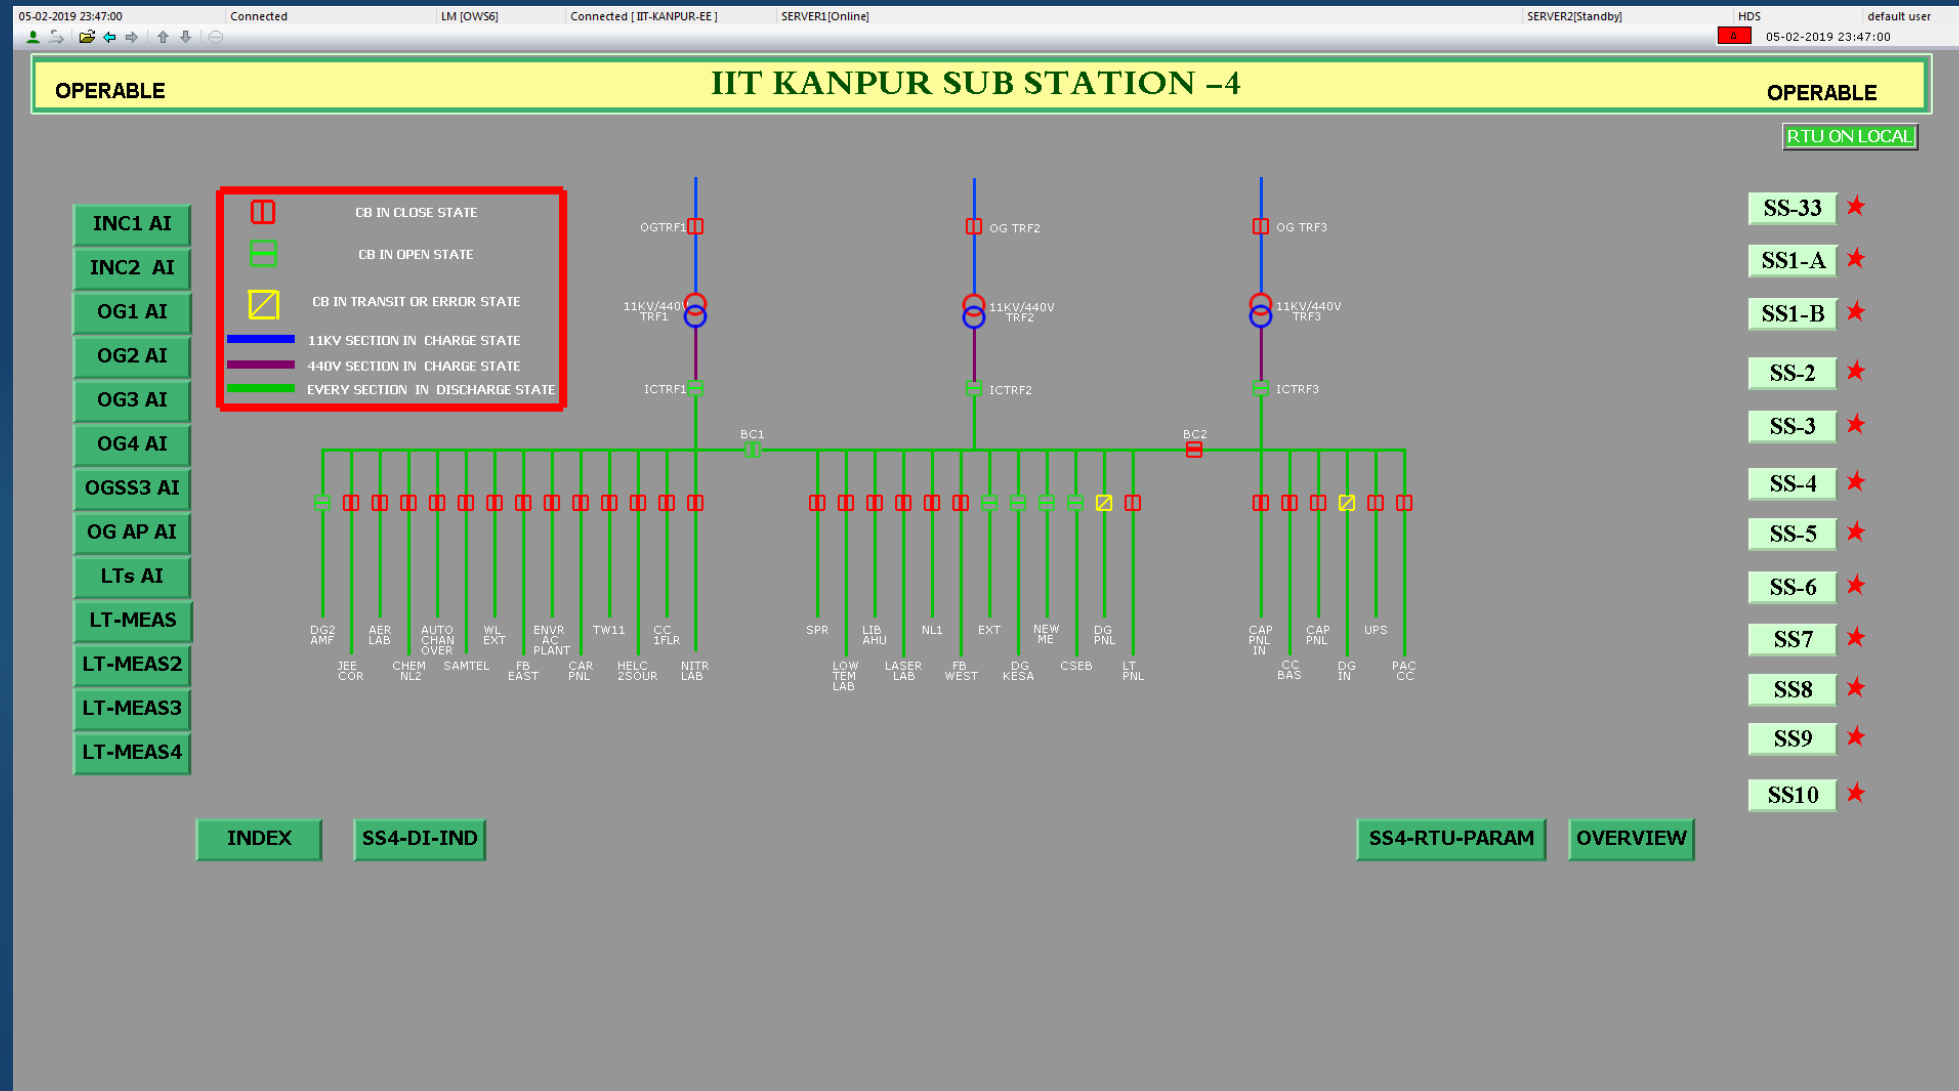 05-02-2019 23:47:00
Connected
LM [OWS6]
Connected [ IIT-KANPUR-EE ]
SERVER1[Online]
SERVER2[Standby]
HDS
default user
05-02-2019 23:47:00
OPERABLE
IIT KANPUR SUB STATION -4
OPERABLE
RTU ON LOCAL
INC1 AI
INC2 AI
OG1 AI
OG2 AI
OG3 AI
OG4 AI
OGSS3 AI
OG AP AI
LTs AI
LT-MEAS
LT-MEAS2
LT-MEAS3
LT-MEAS4
CB IN CLOSE STATE
CB IN OPEN STATE
CB IN TRANSIT OR ERROR STATE
11KV SECTION IN CHARGE STATE
440V SECTION IN CHARGE STATE
EVERY SECTION IN DISCHARGE STATE
OGTRF1
OG TRF2
OG TRF3
11KV/440V
TRF1
11KV/440V
TRF2
11KV/440V
TRF3
ICTRF1
ICTRF2
ICTRF3
BC1
BC2
DG2
AMF
JEE
COR
AER
LAB
CHEM
NL2
AUTO
CHAN
OVER
SAMTEL
WL
EXT
FB
EAST
ENVR
AC
PLANT
CAR
PNL
TW11
HELC
2SOUR
CC
1FLR
NITR
LAB
SPR
LOW
TEM
LAB
LIB
AHU
LASER
LAB
NL1
FB
WEST
EXT
DG
KESA
NEW
ME
CSEB
DG
PNL
LT
PNL
CAP
PNL
IN
CC
BAS
CAP
PNL
DG
IN
UPS
PAC
CC
SS-33
SS1-A
SS1-B
SS-2
SS-3
SS-4
SS-5
SS-6
SS7
SS8
SS9
SS10
INDEX
SS4-DI-IND
SS4-RTU-PARAM
OVERVIEW